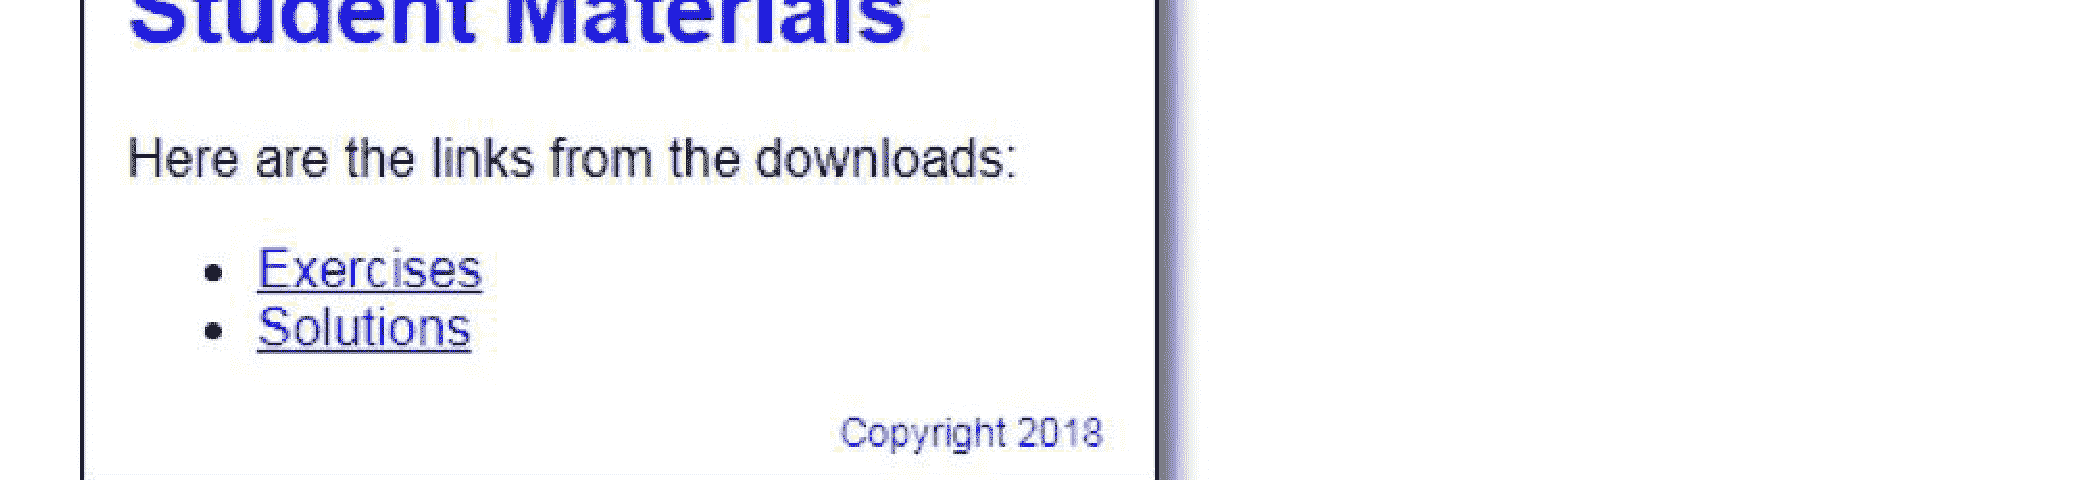 Student Materials
Here are the links from the downloads:
Exercises
Solutions
Copyright 2018